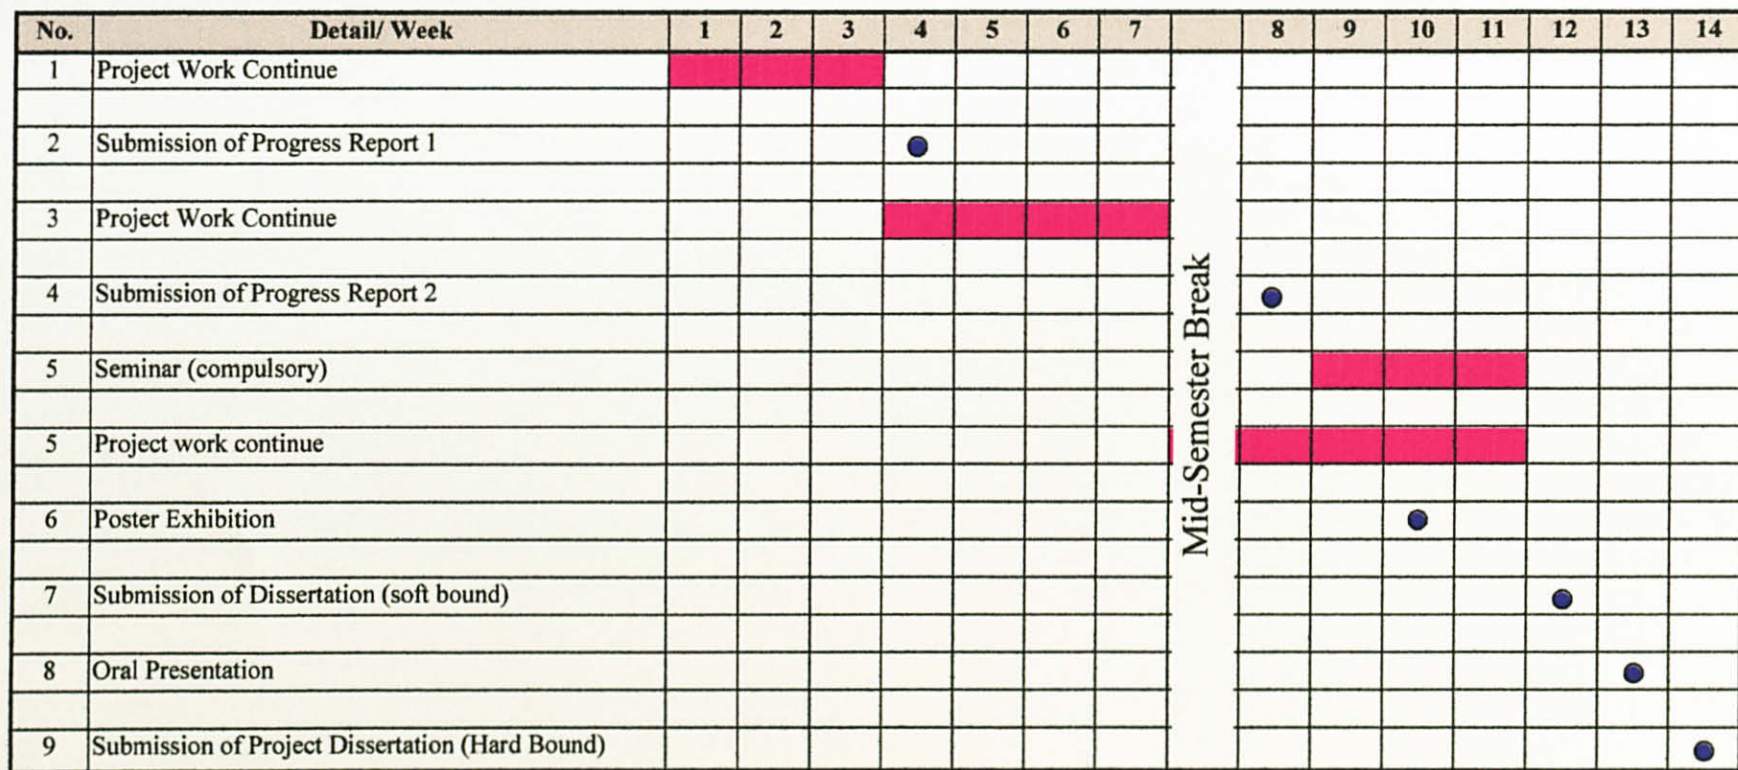 No. Detail/ Week 1 2 3 4 5 6 7 8 9 10 11 12 13 14
1 Project Work Continue
2 Submission of Progress Report 1
3 Project Work Continue
Mid-Semester Break
4 Submission of Progress Report 2
5 Seminar (compulsory)
5 Project work continue
6 Poster Exhibition
7 Submission of Dissertation (soft bound)
8 Oral Presentation
9 Submission of Project Dissertation (Hard Bound)